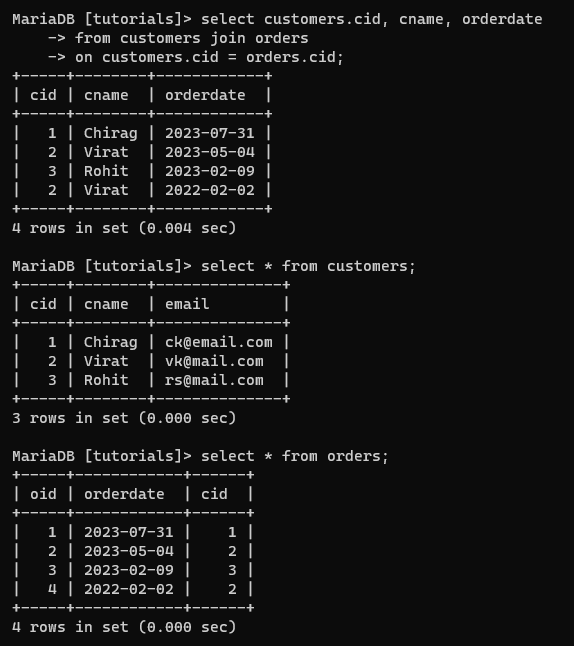 MariaDB [tutorials]> select customers.cid, cname, orderdate
    -> from customers join orders
    -> on customers.cid = orders.cid;
+-----+--------+------------+
| cid | cname  | orderdate  |
+-----+--------+------------+
|   1 | Chirag | 2023-07-31 |
|   2 | Virat  | 2023-05-04 |
|   3 | Rohit  | 2023-02-09 |
|   2 | Virat  | 2022-02-02 |
+-----+--------+------------+
4 rows in set (0.004 sec)

MariaDB [tutorials]> select * from customers;
+-----+--------+--------------+
| cid | cname  | email        |
+-----+--------+--------------+
|   1 | Chirag | ck@email.com |
|   2 | Virat  | vk@mail.com  |
|   3 | Rohit  | rs@mail.com  |
+-----+--------+--------------+
3 rows in set (0.000 sec)

MariaDB [tutorials]> select * from orders;
+-----+------------+------+
| oid | orderdate  | cid  |
+-----+------------+------+
|   1 | 2023-07-31 |    1 |
|   2 | 2023-05-04 |    2 |
|   3 | 2023-02-09 |    3 |
|   4 | 2022-02-02 |    2 |
+-----+------------+------+
4 rows in set (0.000 sec)